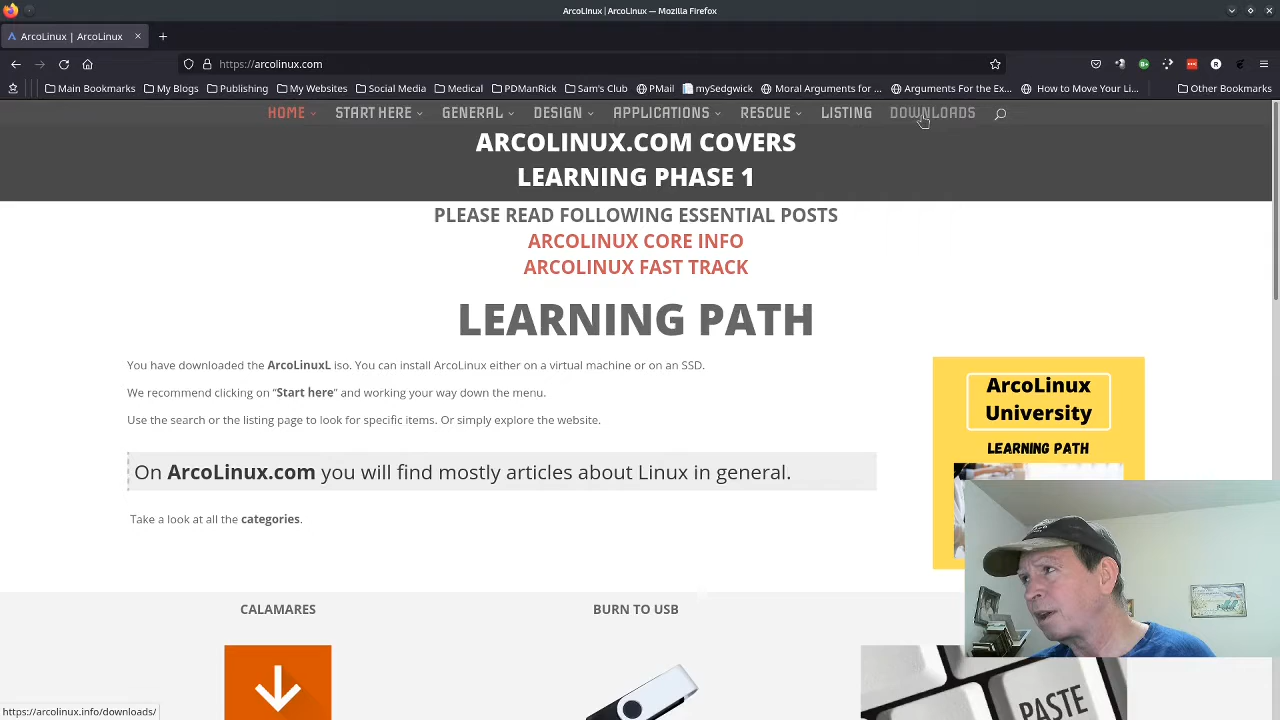 ArcoLinux | ArcoLinux — Mozilla Firefox
ArcoLinux | ArcoLinux
https://arcolinux.com
Main Bookmarks
My Blogs
Publishing
My Websites
Social Media
Medical
PDManRick
Sam's Club
PMail
mySedgwick
Moral Arguments for ...
Arguments For the Ex...
How to Move Your Li...
Other Bookmarks
HOME
START HERE
GENERAL
DESIGN
APPLICATIONS
RESCUE
LISTING
DOWNLOADS
ARCOLINUX.COM COVERS
LEARNING PHASE 1
PLEASE READ FOLLOWING ESSENTIAL POSTS
ARCOLINUX CORE INFO
ARCOLINUX FAST TRACK
LEARNING PATH
You have downloaded the ArcoLinuxL iso. You can install ArcoLinux either on a virtual machine or on an SSD.
We recommend clicking on "Start here" and working your way down the menu.
Use the search or the listing page to look for specific items. Or simply explore the website.
On ArcoLinux.com you will find mostly articles about Linux in general.
Take a look at all the categories.
ArcoLinux
University
LEARNING PATH
CALAMARES
BURN TO USB
PASTE
https://arcolinux.info/downloads/